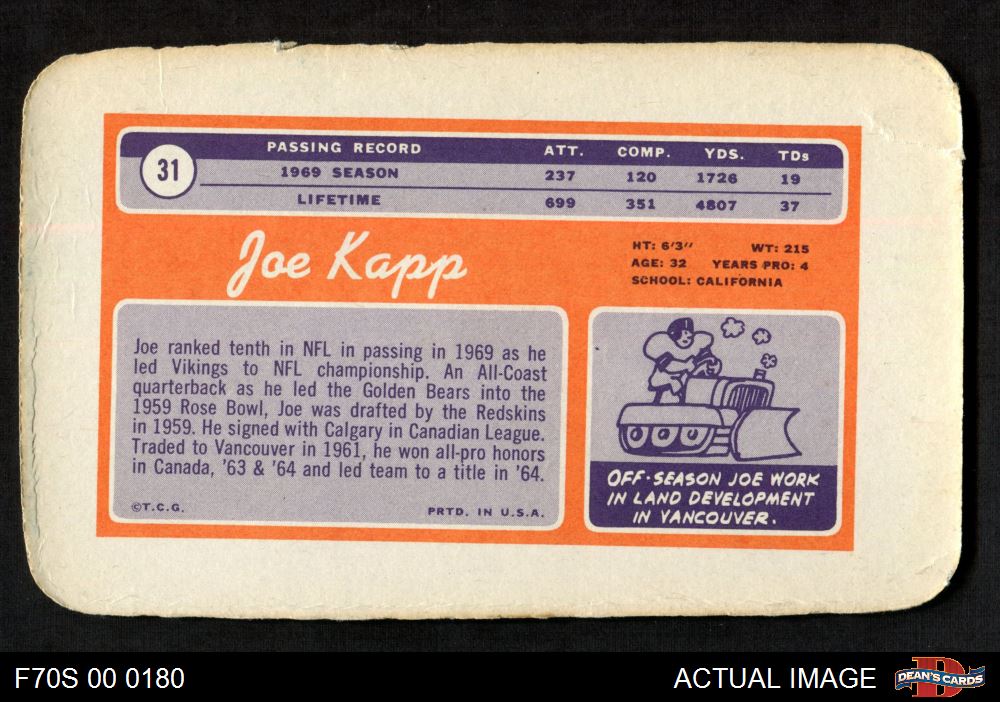 31
PASSING RECORD ATT. COMP. YDS. TDs
1969 SEASON 237 120 1726 19
LIFETIME 699 351 4807 37
Joe Kapp
HT: 6'3" WT: 215
AGE: 32 YEARS PRO: 4
SCHOOL: CALIFORNIA
Joe ranked tenth in NFL in passing in 1969 as he
led Vikings to NFL championship. An All-Coast
quarterback as he led the Golden Bears into the
1959 Rose Bowl, Joe was drafted by the Redskins
in 1959. He signed with Calgary in Canadian League.
Traded to Vancouver in 1961, he won all-pro honors
in Canada, '63 & '64 and led team to a title in '64.
©T.C.G. PRTD. IN U.S.A.
OFF-SEASON JOE WORK
IN LAND DEVELOPMENT
IN VANCOUVER.
F70S 00 0180 ACTUAL IMAGE
D
DEAN'S CARDS